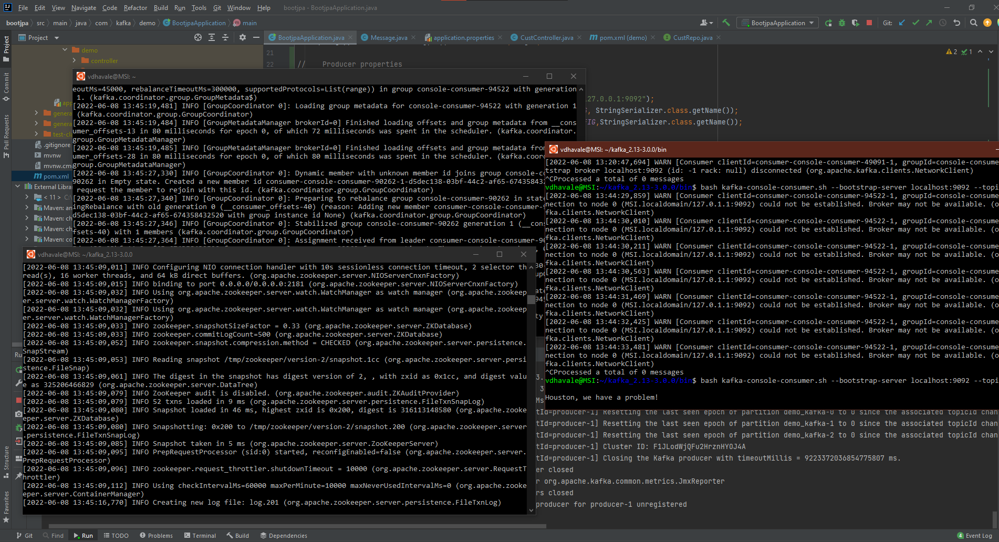 File Edit View Navigate Code Refactor Build Run Tools Git Window Help bootjpa - BootjpaApplication.java
bootjpa src main java com kafka demo BootjpaApplication main BootjpaApplication Git:
Project BootjpaApplication.java Message.java application.properties CustController.java pom.xml (demo) CustRepo.java
Project
Commit
Pull Requests
Structure
Favorites
demo
controller
app
genera
genera
test-cla
.gitignore
mvnw
mvnw.cm
pom.xml
External Libra
< 11 > C:\
Maven: an
Maven: ch
Maven: ch
Maven: co
Ru
21
22 // Producer properties
2 1
127.0.0.1:9092");
, StringSerializer.class.getName());
FIG,StringSerializer.class.getName());
vdhavale@MSI: ~
eoutMs=45000, rebalanceTimeoutMs=300000, supportedProtocols=List(range)) in group console-consumer-94522 with generation
1. (kafka.coordinator.group.GroupMetadata$)
[2022-06-08 13:45:19,481] INFO [GroupCoordinator 0]: Loading group metadata for console-consumer-94522 with generation 1
(kafka.coordinator.group.GroupCoordinator)
[2022-06-08 13:45:19,484] INFO [GroupMetadataManager brokerId=0] Finished loading offsets and group metadata from __cons
umer_offsets-13 in 80 milliseconds for epoch 0, of which 72 milliseconds was spent in the scheduler. (kafka.coordinator.
group.GroupMetadataManager)
[2022-06-08 13:45:19,485] INFO [GroupMetadataManager brokerId=0] Finished loading offsets and group metadata from
umer_offsets-28 in 80 milliseconds for epoch 0, of which 80 milliseconds was spent in the scheduler. (kafka.coor
group.GroupMetadataManager)
[2022-06-08 13:45:27,330] INFO [GroupCoordinator 0]: Dynamic member with unknown member id joins group console-co
90262 in Empty state. Created a new member id consumer-console-consumer-90262-1-d5dec138-03bf-44c2-af65-674358432
request the member to rejoin with this id. (kafka.coordinator.group.GroupCoordinator)
[2022-06-08 13:45:27,340] INFO [GroupCoordinator 0]: Preparing to rebalance group console-consumer-90262 in state
ingRebalance with old generation 0 (__consumer_offsets-40) (reason: Adding new member consumer-console-consumer-
d5dec138-03bf-44c2-af65-674358432520 with group instance id None) (kafka.coordinator.group.GroupCoordinator)
[2022-06-08 13:45:27,346] INFO [GroupCoordinator 0]: Stabilized group console-consumer-90262 generation 1 (__cons
fsets-40) with 1 members (kafka.coordinator.group.GroupCoordinator)
[2022-06-08 13:45:27,364] INFO [GroupCoordinator 0]: Assignment received from leader consumer-console-consumer-90
vdhavale@MSI: ~/kafka_2.13-3.0.0/bin
[2022-06-08 13:20:47,694] WARN [Consumer clientId=consumer-console-consumer-49091-1, groupId=console-consume
tstrap broker localhost:9092 (id: -1 rack: null) disconnected (org.apache.kafka.clients.NetworkClient)
^CProcessed a total of 0 messages
vdhavale@MSI:~/kafka_2.13-3.0.0/bin$ bash kafka-console-consumer.sh --bootstrap-server localhost:9092 --topi
[2022-06-08 13:44:29,859] WARN [Consumer clientId=consumer-console-consumer-94522-1, groupId=console-consume
nection to node 0 (MSI.localdomain/127.0.1.1:9092) could not be established. Broker may not be available. (o
fka.clients.NetworkClient)
[2022-06-08 13:44:30,010] WARN [Consumer clientId=consumer-console-consumer-94522-1, groupId=console-consume
nection to node 0 (MSI.localdomain/127.0.1.1:9092) could not be established. Broker may not be available. (o
fka.clients.NetworkClient)
[2022-06-08 13:44:30,211] WARN [Consumer clientId=consumer-console-consumer-94522-1, groupId=console-consume
nection to node 0 (MSI.localdomain/127.0.1.1:9092) could not be established. Broker may not be available. (o
fka.clients.NetworkClient)
[2022-06-08 13:44:30,563] WARN [Consumer clientId=consumer-console-consumer-94522-1, groupId=console-consume
nection to node 0 (MSI.localdomain/127.0.1.1:9092) could not be established. Broker may not be available. (o
fka.clients.NetworkClient)
[2022-06-08 13:44:31,469] WARN [Consumer clientId=consumer-console-consumer-94522-1, groupId=console-consume
nection to node 0 (MSI.localdomain/127.0.1.1:9092) could not be established. Broker may not be available. (o
fka.clients.NetworkClient)
[2022-06-08 13:44:32,425] WARN [Consumer clientId=consumer-console-consumer-94522-1, groupId=console-consume
nection to node 0 (MSI.localdomain/127.0.1.1:9092) could not be established. Broker may not be available. (o
fka.clients.NetworkClient)
[2022-06-08 13:44:33,481] WARN [Consumer clientId=consumer-console-consumer-94522-1, groupId=console-consume
nection to node 0 (MSI.localdomain/127.0.1.1:9092) could not be established. Broker may not be available. (o
fka.clients.NetworkClient)
^CProcessed a total of 0 messages
vdhavale@MSI:~/kafka_2.13-3.0.0/bin$ bash kafka-console-consumer.sh --bootstrap-server localhost:9092 --topi
Houston, we have a problem!
vdhavale@MSI: ~/kafka_2.13-3.0.0
[2022-06-08 13:45:09,011] INFO Configuring NIO connection handler with 10s sessionless connection timeout, 2 selector th
read(s), 16 worker threads, and 64 kB direct buffers. (org.apache.zookeeper.server.NIOServerCnxnFactory)
[2022-06-08 13:45:09,015] INFO binding to port 0.0.0.0/0.0.0.0:2181 (org.apache.zookeeper.server.NIOServerCnxnFactory)
[2022-06-08 13:45:09,032] INFO Using org.apache.zookeeper.server.watch.WatchManager as watch manager (org.apache.zookeep
er.server.watch.WatchManagerFactory)
[2022-06-08 13:45:09,032] INFO Using org.apache.zookeeper.server.watch.WatchManager as watch manager (org.apache.zookeep
er.server.watch.WatchManagerFactory)
[2022-06-08 13:45:09,033] INFO zookeeper.snapshotSizeFactor = 0.33 (org.apache.zookeeper.server.ZKDatabase)
[2022-06-08 13:45:09,033] INFO zookeeper.commitLogCount=500 (org.apache.zookeeper.server.ZKDatabase)
[2022-06-08 13:45:09,052] INFO zookeeper.snapshot.compression.method = CHECKED (org.apache.zookeeper.server.persistence.
SnapStream)
[2022-06-08 13:45:09,053] INFO Reading snapshot /tmp/zookeeper/version-2/snapshot.1cc (org.apache.zookeeper.server.persi
stence.FileSnap)
[2022-06-08 13:45:09,061] INFO The digest in the snapshot has digest version of 2, , with zxid as 0x1cc, and digest valu
e as 325206466829 (org.apache.zookeeper.server.DataTree)
[2022-06-08 13:45:09,079] INFO ZooKeeper audit is disabled. (org.apache.zookeeper.audit.ZKAuditProvider)
[2022-06-08 13:45:09,079] INFO 52 txns loaded in 9 ms (org.apache.zookeeper.server.persistence.FileTxnSnapLog)
[2022-06-08 13:45:09,080] INFO Snapshot loaded in 46 ms, highest zxid is 0x200, digest is 316113148580 (org.apache.zooke
eper.server.ZKDatabase)
[2022-06-08 13:45:09,080] INFO Snapshotting: 0x200 to /tmp/zookeeper/version-2/snapshot.200 (org.apache.zookeeper.server
.persistence.FileTxnSnapLog)
[2022-06-08 13:45:09,085] INFO Snapshot taken in 5 ms (org.apache.zookeeper.server.ZooKeeperServer)
[2022-06-08 13:45:09,095] INFO PrepRequestProcessor (sid:0) started, reconfigEnabled=false (org.apache.zookeeper.server.
PrepRequestProcessor)
[2022-06-08 13:45:09,096] INFO zookeeper.request_throttler.shutdownTimeout = 10000 (org.apache.zookeeper.server.RequestT
hrottler)
[2022-06-08 13:45:09,112] INFO Using checkIntervalMs=60000 maxPerMinute=10000 maxNeverUsedIntervalMs=0 (org.apache.zooke
eper.server.ContainerManager)
[2022-06-08 13:45:16,770] INFO Creating new log file: log.201 (org.apache.zookeeper.server.persistence.FileTxnLog)
tId=producer-1] Resetting the last seen epoch of partition demo_kafka-0 to 0 since the associated topicId chan
tId=producer-1] Resetting the last seen epoch of partition demo_kafka-1 to 0 since the associated topicId chan
tId=producer-1] Resetting the last seen epoch of partition demo_kafka-2 to 0 since the associated topicId chan
tId=producer-1] Cluster ID: F1JLodWjQFu2HrznHYOJ4A
tId=producer-1] Closing the Kafka producer with timeoutMillis = 9223372036854775807 ms.
er closed
r org.apache.kafka.common.metrics.JmxReporter
rs closed
producer for producer-1 unregistered
Git Find Run TODO Problems Terminal Build Dependencies 4 Event Log